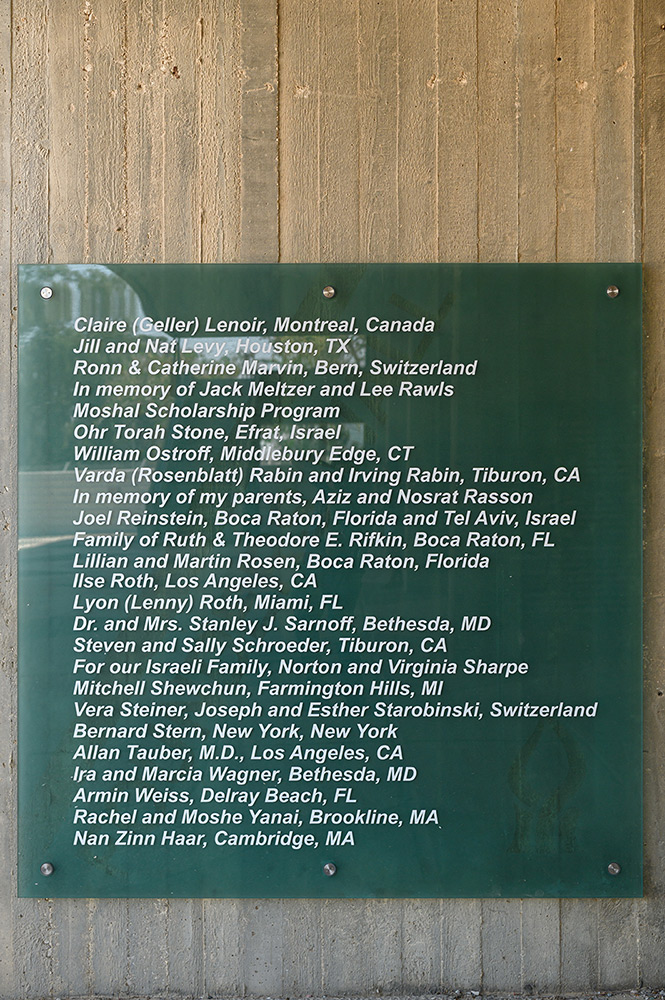 Claire (Geller) Lenoir, Montreal, Canada
Jill and Nat Levy, Houston, TX
Ronn & Catherine Marvin, Bern, Switzerland
In memory of Jack Meltzer and Lee Rawls
Moshal Scholarship Program
Ohr Torah Stone, Efrat, Israel
William Ostroff, Middlebury Edge, CT
Varda (Rosenblatt) Rabin and Irving Rabin, Tiburon, CA
In memory of my parents, Aziz and Nosrat Rasson
Joel Reinstein, Boca Raton, Florida and Tel Aviv, Israel
Family of Ruth & Theodore E. Rifkin, Boca Raton, FL
Lillian and Martin Rosen, Boca Raton, Florida
Ilse Roth, Los Angeles, CA
Lyon (Lenny) Roth, Miami, FL
Dr. and Mrs. Stanley J. Sarnoff, Bethesda, MD
Steven and Sally Schroeder, Tiburon, CA
For our Israeli Family, Norton and Virginia Sharpe
Mitchell Shewchun, Farmington Hills, MI
Vera Steiner, Joseph and Esther Starobinski, Switzerland
Bernard Stern, New York, New York
Allan Tauber, M.D., Los Angeles, CA
Ira and Marcia Wagner, Bethesda, MD
Armin Weiss, Delray Beach, FL
Rachel and Moshe Yanai, Brookline, MA
Nan Zinn Haar, Cambridge, MA